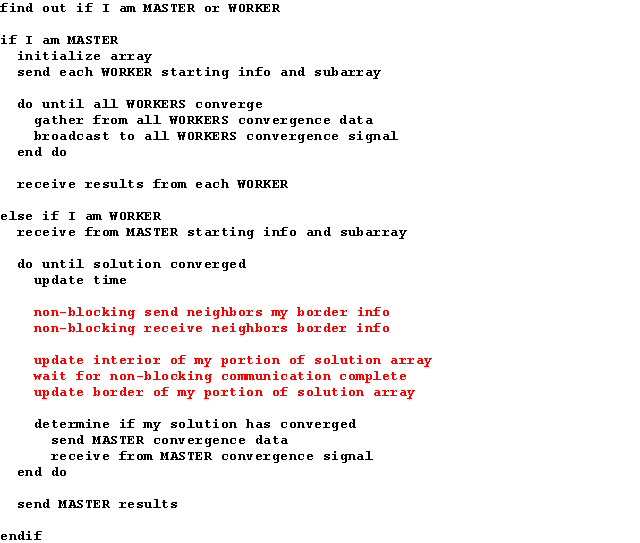 find out if I am MASTER or WORKER
if I am MASTER
initialize array
send each WORKER starting info and subarray
do until all WORKERS converge
gather from all WORKERS convergence data
broadcast to all WORKERS convergence signal
end do
receive results from each WORKER
else if I am WORKER
receive from MASTER starting info and subarray
do until solution converged
update time
non-blocking send neighbors my border info
non-blocking receive neighbors border info
update interior of my portion of solution array
wait for non-blocking communication complete
update border of my portion of solution array
determine if my solution has converged
send MASTER convergence data
receive from MASTER convergence signal
end do
send MASTER results
endif